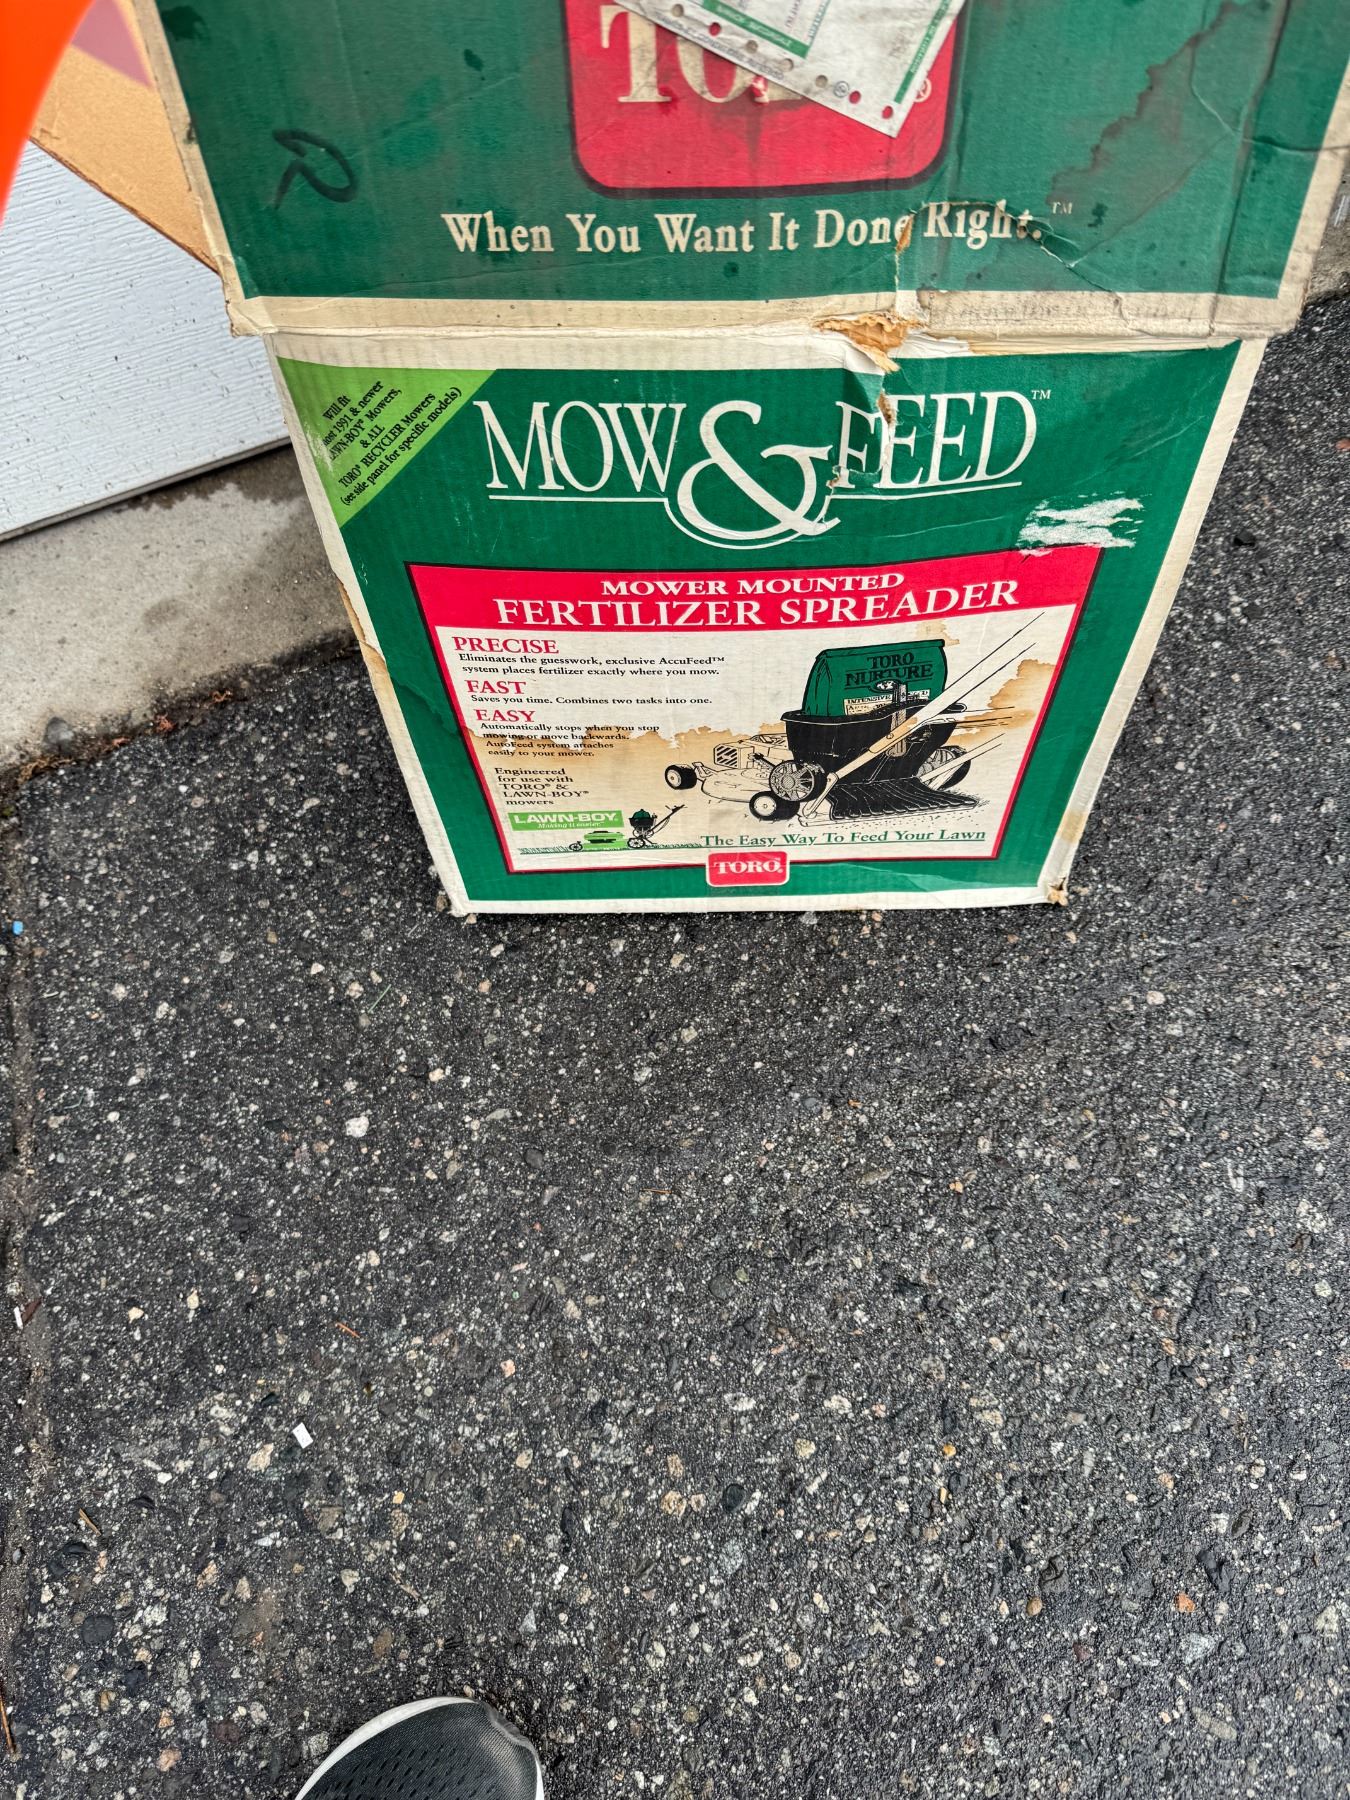 TORO®
When You Want It Done Right.™
Will fit
most 1991 & newer
LAWN-BOY® Mowers,
& ALL
TORO® RECYCLER Mowers
(see side panel for specific models)
MOW & FEED™
MOWER MOUNTED
FERTILIZER SPREADER
PRECISE
Eliminates the guesswork, exclusive AccuFeed™
system places fertilizer exactly where you mow.
FAST
Saves you time. Combines two tasks into one.
EASY
Automatically stops when you stop
mowing or move backwards.
AutoFeed system attaches
easily to your mower.
TORO
NURTURE
Engineered
for use with
TORO® &
LAWN-BOY®
mowers
LAWN-BOY®
The Easy Way To Feed Your Lawn
TORO®